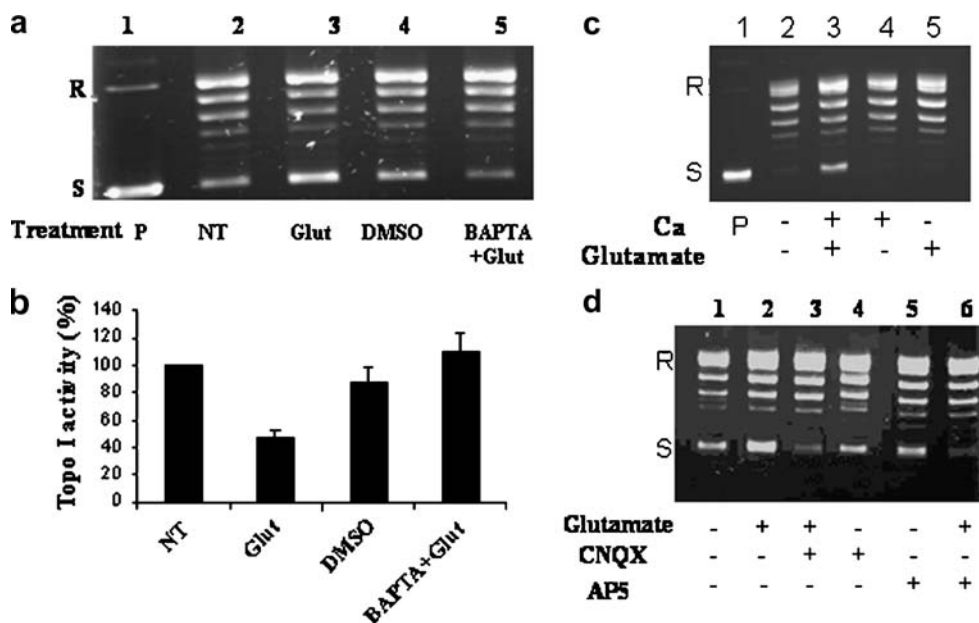 a
1 2 3 4 5
R
S
Treatment P NT Glut DMSO BAPTA
+Glut
b
Topo I activity (%)
140
120
100
80
60
40
20
0
NT Glut DMSO BAPTA+Glut
c
1 2 3 4 5
R
S
Ca P - + + -
Glutamate - + - +
d
1 2 3 4 5 6
R
S
Glutamate - + + - - +
CNQX - - + + - -
AP5 - - - - + +